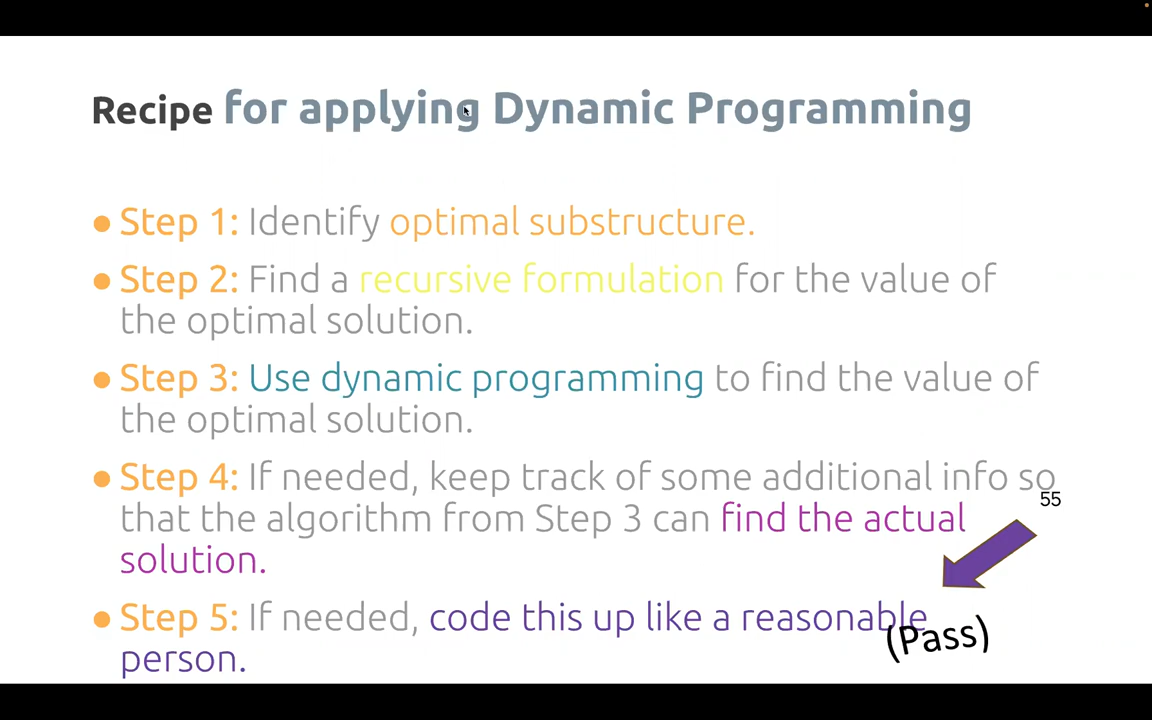 Recipe for applying Dynamic Programming
● Step 1: Identify optimal substructure.
● Step 2: Find a recursive formulation for the value of
the optimal solution.
● Step 3: Use dynamic programming to find the value of
the optimal solution.
● Step 4: If needed, keep track of some additional info so
55
that the algorithm from Step 3 can find the actual
solution.
● Step 5: If needed, code this up like a reasonable
(Pass)
person.